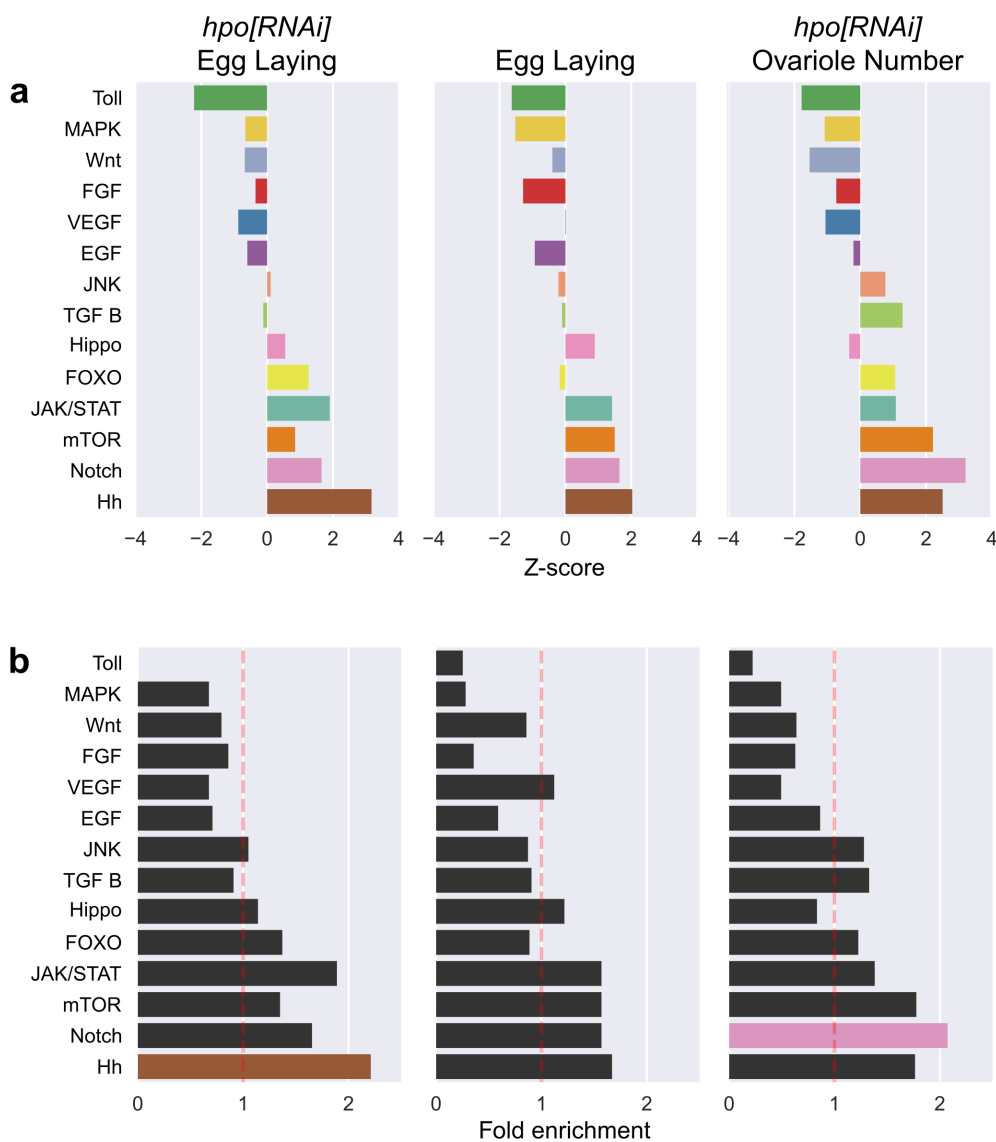 hpo[RNAi] hpo[RNAi]
Egg Laying Egg Laying Ovariole Number
a
Toll
MAPK
Wnt
FGF
VEGF
EGF
JNK
TGF B
Hippo
FOXO
JAK/STAT
mTOR
Notch
Hh
−4 −2 0 2 4 −4 −2 0 2 4 −4 −2 0 2 4
Z-score
b
Toll
MAPK
Wnt
FGF
VEGF
EGF
JNK
TGF B
Hippo
FOXO
JAK/STAT
mTOR
Notch
Hh
0 1 2 0 1 2 0 1 2
Fold enrichment